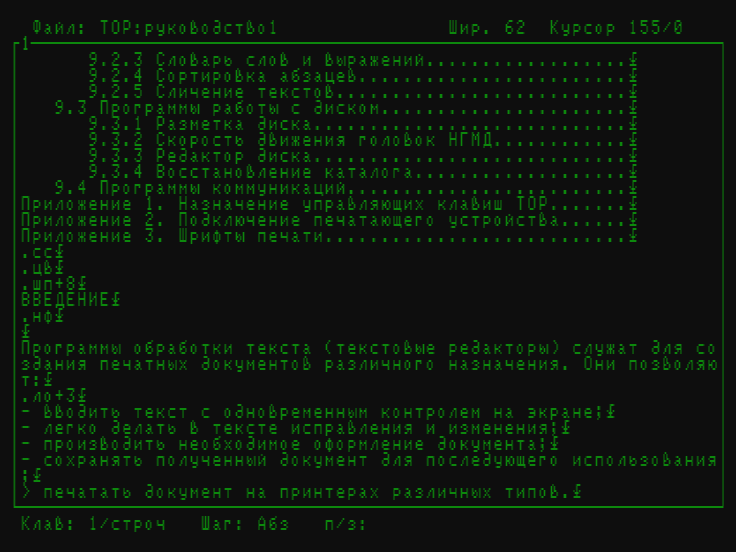 Файл: ТОР:руководство1 Шир. 62 Курсор 155/0
1
9.2.3 Словарь слов и выражений..................£
9.2.4 Сортировка абзацев........................£
9.2.5 Сличение текстов..........................£
9.3 Программы работы с диском......................£
9.3.1 Разметка диска............................£
9.3.2 Скорость движения головок НГМД............£
9.3.3 Редактор диска............................£
9.3.4 Восстановление каталога...................£
9.4 Программы коммуникаций.........................£
Приложение 1. Назначение управляющих клавиш ТОР.......£
Приложение 2. Подключение печатающего устройства......£
Приложение 3. Шрифты печати...........................£
.сс£
.цв£
.шп+8£
ВВЕДЕНИЕ£
.нф£
£
Программы обработки текста (текстовые редакторы) служат для со
здания печатных документов различного назначения. Они позволяю
т:£
.ло+3£
- вводить текст с одновременным контролем на экране;£
- легко делать в тексте исправления и изменения;£
- производить необходимое оформление документа;£
- сохранять полученный документ для последующего использования
;£
> печатать документ на принтерах различных типов.£
Клав: 1/строч Шаг: Абз п/з: